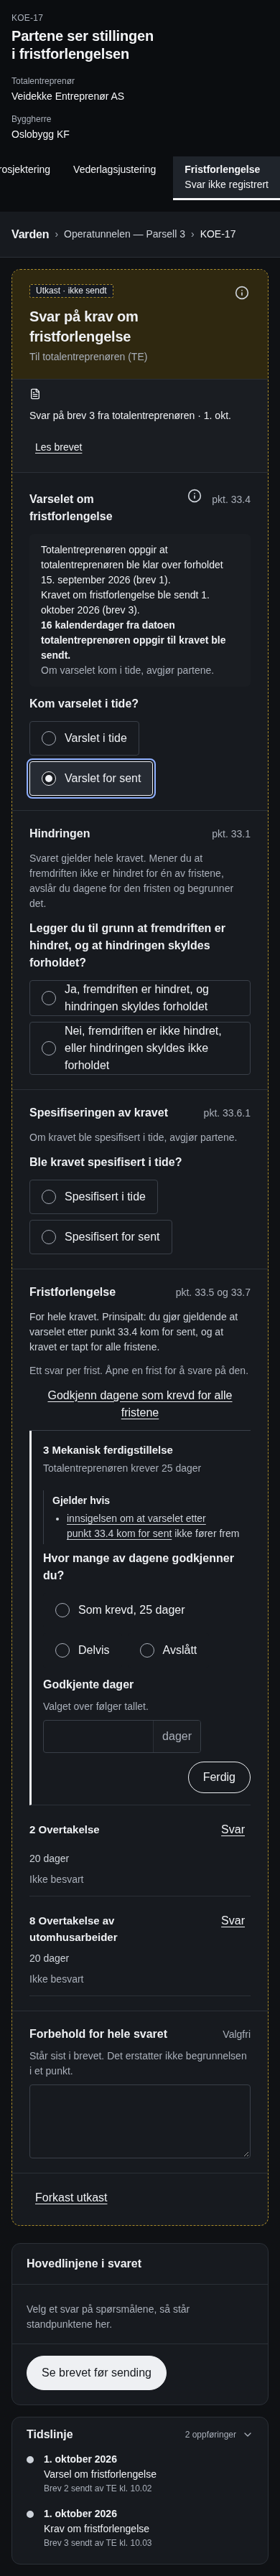 KOE-17
Partene ser stillingen
i fristforlengelsen
Totalentreprenør
Veidekke Entreprenør AS
Byggherre
Oslobygg KF
rosjektering
Vederlagsjustering
Fristforlengelse
Svar ikke registrert
Varden › Operatunnelen — Parsell 3 › KOE-17
Utkast · ikke sendt
Svar på krav om
fristforlengelse
Til totalentreprenøren (TE)
Svar på brev 3 fra totalentreprenøren · 1. okt.
Les brevet
Varselet om
fristforlengelse
pkt. 33.4
Totalentreprenøren oppgir at
totalentreprenøren ble klar over forholdet
15. september 2026 (brev 1).
Kravet om fristforlengelse ble sendt 1.
oktober 2026 (brev 3).
16 kalenderdager fra datoen
totalentreprenøren oppgir til kravet ble
sendt.
Om varselet kom i tide, avgjør partene.
Kom varselet i tide?
Varslet i tide
Varslet for sent
Hindringen
pkt. 33.1
Svaret gjelder hele kravet. Mener du at
fremdriften ikke er hindret for én av fristene,
avslår du dagene for den fristen og begrunner
det.
Legger du til grunn at fremdriften er
hindret, og at hindringen skyldes
forholdet?
Ja, fremdriften er hindret, og
hindringen skyldes forholdet
Nei, fremdriften er ikke hindret,
eller hindringen skyldes ikke
forholdet
Spesifiseringen av kravet
pkt. 33.6.1
Om kravet ble spesifisert i tide, avgjør partene.
Ble kravet spesifisert i tide?
Spesifisert i tide
Spesifisert for sent
Fristforlengelse
pkt. 33.5 og 33.7
For hele kravet. Prinsipalt: du gjør gjeldende at
varselet etter punkt 33.4 kom for sent, og at
kravet er tapt for alle fristene.
Ett svar per frist. Åpne en frist for å svare på den.
Godkjenn dagene som krevd for alle
fristene
3 Mekanisk ferdigstillelse
Totalentreprenøren krever 25 dager
Gjelder hvis
• innsigelsen om at varselet etter
punkt 33.4 kom for sent ikke fører frem
Hvor mange av dagene godkjenner
du?
Som krevd, 25 dager
Delvis
Avslått
Godkjente dager
Valget over følger tallet.
dager
Ferdig
2 Overtakelse
Svar
20 dager
Ikke besvart
8 Overtakelse av
utomhusarbeider
Svar
20 dager
Ikke besvart
Forbehold for hele svaret
Valgfri
Står sist i brevet. Det erstatter ikke begrunnelsen
i et punkt.
Forkast utkast
Hovedlinjene i svaret
Velg et svar på spørsmålene, så står
standpunktene her.
Se brevet før sending
Tidslinje
2 oppføringer
1. oktober 2026
Varsel om fristforlengelse
Brev 2 sendt av TE kl. 10.02
1. oktober 2026
Krav om fristforlengelse
Brev 3 sendt av TE kl. 10.03